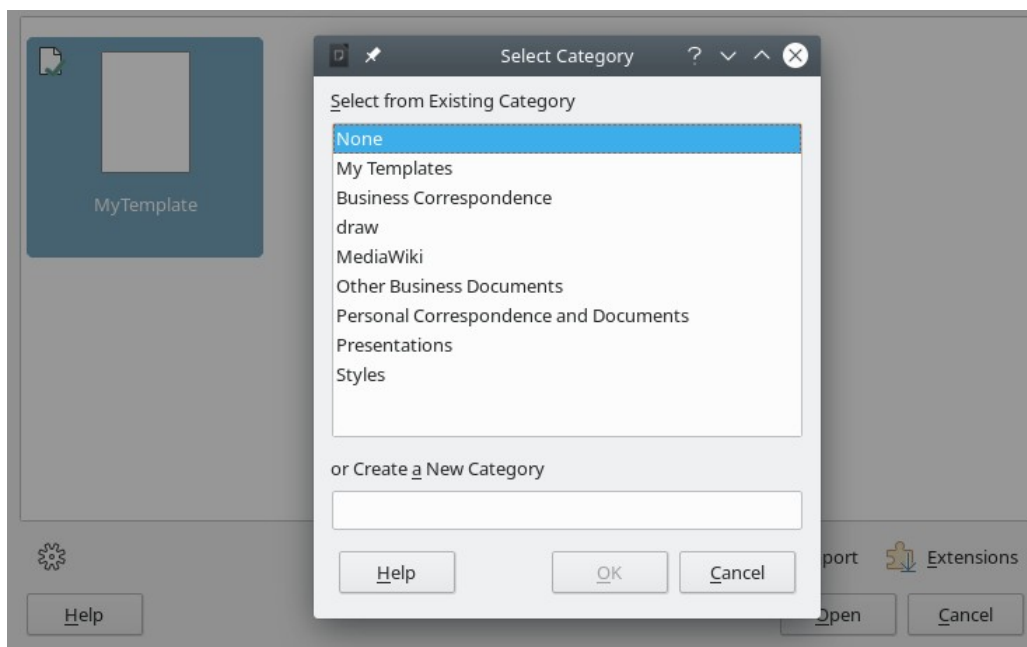 Select Category
Select from Existing Category
None
My Templates
MyTemplate
Business Correspondence
draw
MediaWiki
Other Business Documents
Personal Correspondence and Documents
Presentations
Styles
or Create a New Category
port Extensions
Help OK Cancel
Help Open Cancel